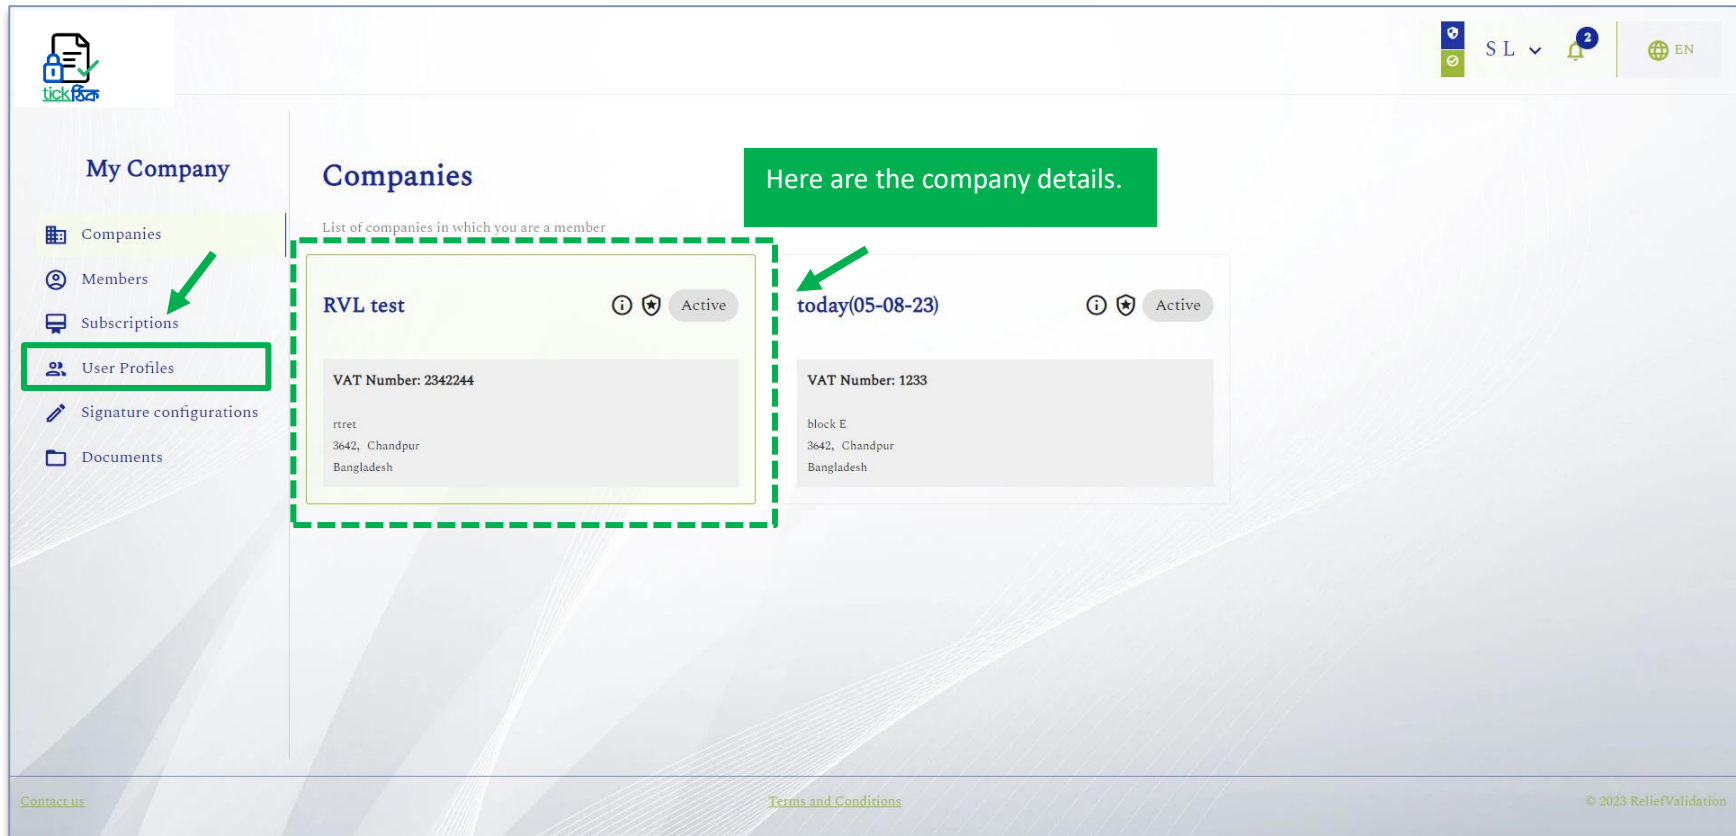 tickঠিক
S L
2
EN
My Company
Companies
Members
Subscriptions
User Profiles
Signature configurations
Documents
Companies
List of companies in which you are a member
Here are the company details.
RVL test
Active
VAT Number: 2342244
rtret
3642, Chandpur
Bangladesh
today(05-08-23)
Active
VAT Number: 1233
block E
3642, Chandpur
Bangladesh
Contact us
Terms and Conditions
© 2023 ReliefValidation